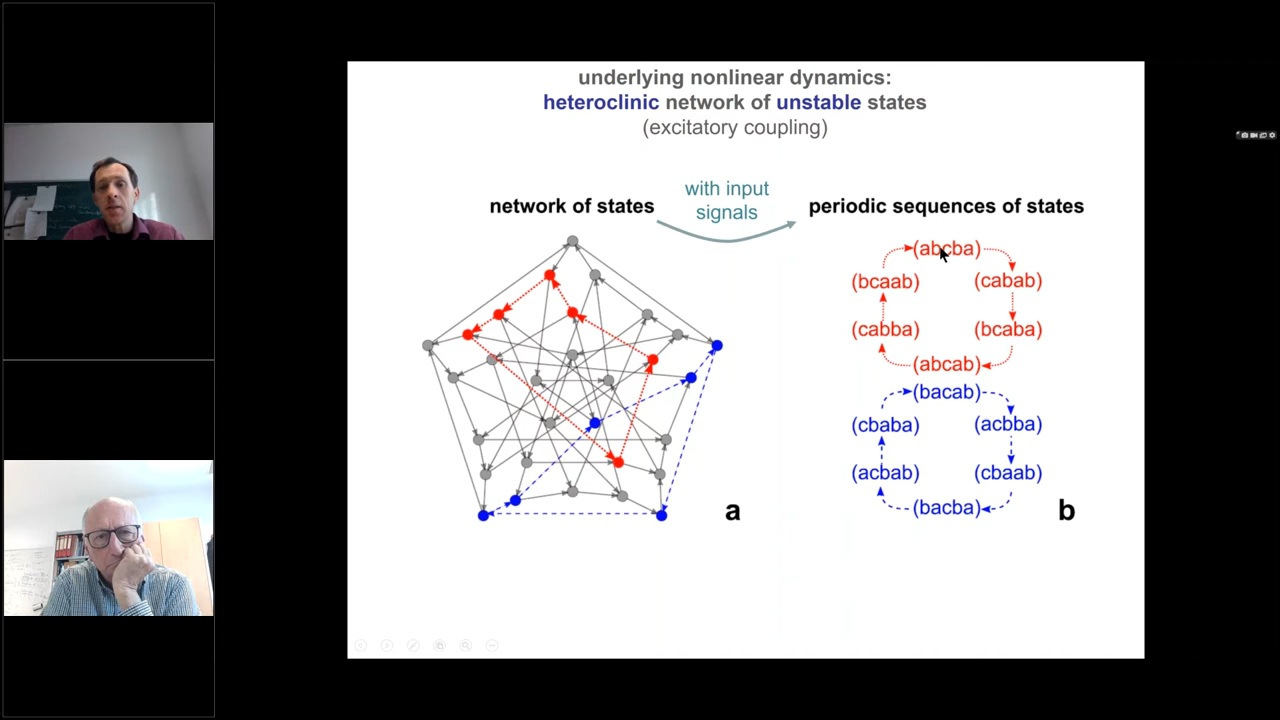 underlying nonlinear dynamics:
heteroclinic network of unstable states
(excitatory coupling)
with input
signals
network of states
periodic sequences of states
(abcba)
(bcaab)
(cabab)
(cabba)
(bcaba)
(abcab)
(bacab)
(cbaba)
(acbba)
(acbab)
(cbaab)
(bacba)
a
b